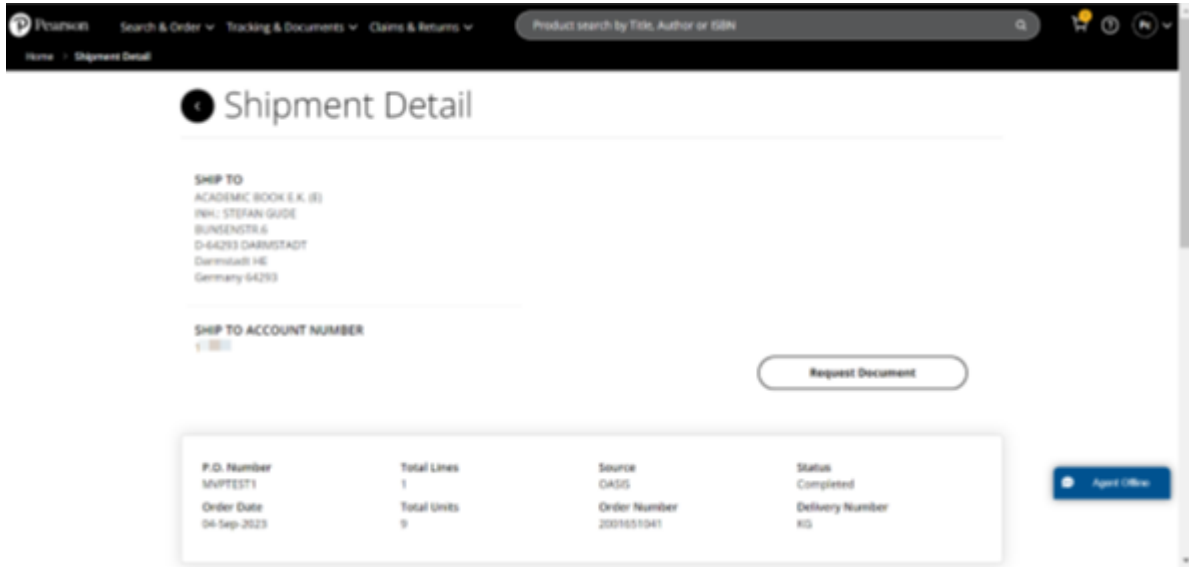 Pearson Search & Order Tracking & Documents Claims & Returns Product search by Title, Author or ISBN
Home > Shipment Detail
Shipment Detail
SHIP TO
ACADEMIC BOOK E.K. (E)
INH.: STEFAN GUDE
BUNSENSTR.6
D-64293 DARMSTADT
Darmstadt HE
Germany 64293
SHIP TO ACCOUNT NUMBER
Request Document
P.O. Number Total Lines Source Status
MVPTEST1 1 OASIS Completed
Order Date Total Units Order Number Delivery Number
04-Sep-2023 9 2001651041 KG
Agent Offline